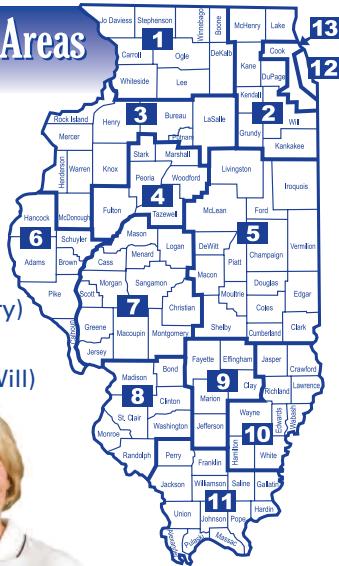 Areas
Jo Daviess Stephenson Winnebago Boone McHenry Lake 13
1
Carroll Ogle DeKalb Kane Cook 12
DuPage
Whiteside Lee Kendall 2
Will
Rock Island Henry 3 Bureau LaSalle Grundy
Mercer Putnam Kankakee
Henderson Warren Knox Stark Marshall Livingston
Peoria Woodford Iroquois
4
Hancock McDonough Fulton Tazewell McLean Ford
6 Schuyler Mason Logan DeWitt 5 Champaign Vermilion
Adams Brown Cass Menard Piatt
Macon
Pike Scott Morgan Sangamon Douglas Edgar
ry) 7 Christian Moultrie Coles
Greene Macoupin Montgomery Shelby Cumberland Clark
Calhoun Jersey
Will) Fayette Effingham Jasper Crawford
Madison Bond 9
8 Clinton Marion Clay Richland Lawrence
St. Clair Wayne Edwards Wabash
Monroe Washington Jefferson 10
Randolph Perry Hamilton White
Franklin
Jackson Williamson Saline Gallatin
11
Union Johnson Pope Hardin
Alexander Pulaski Massac